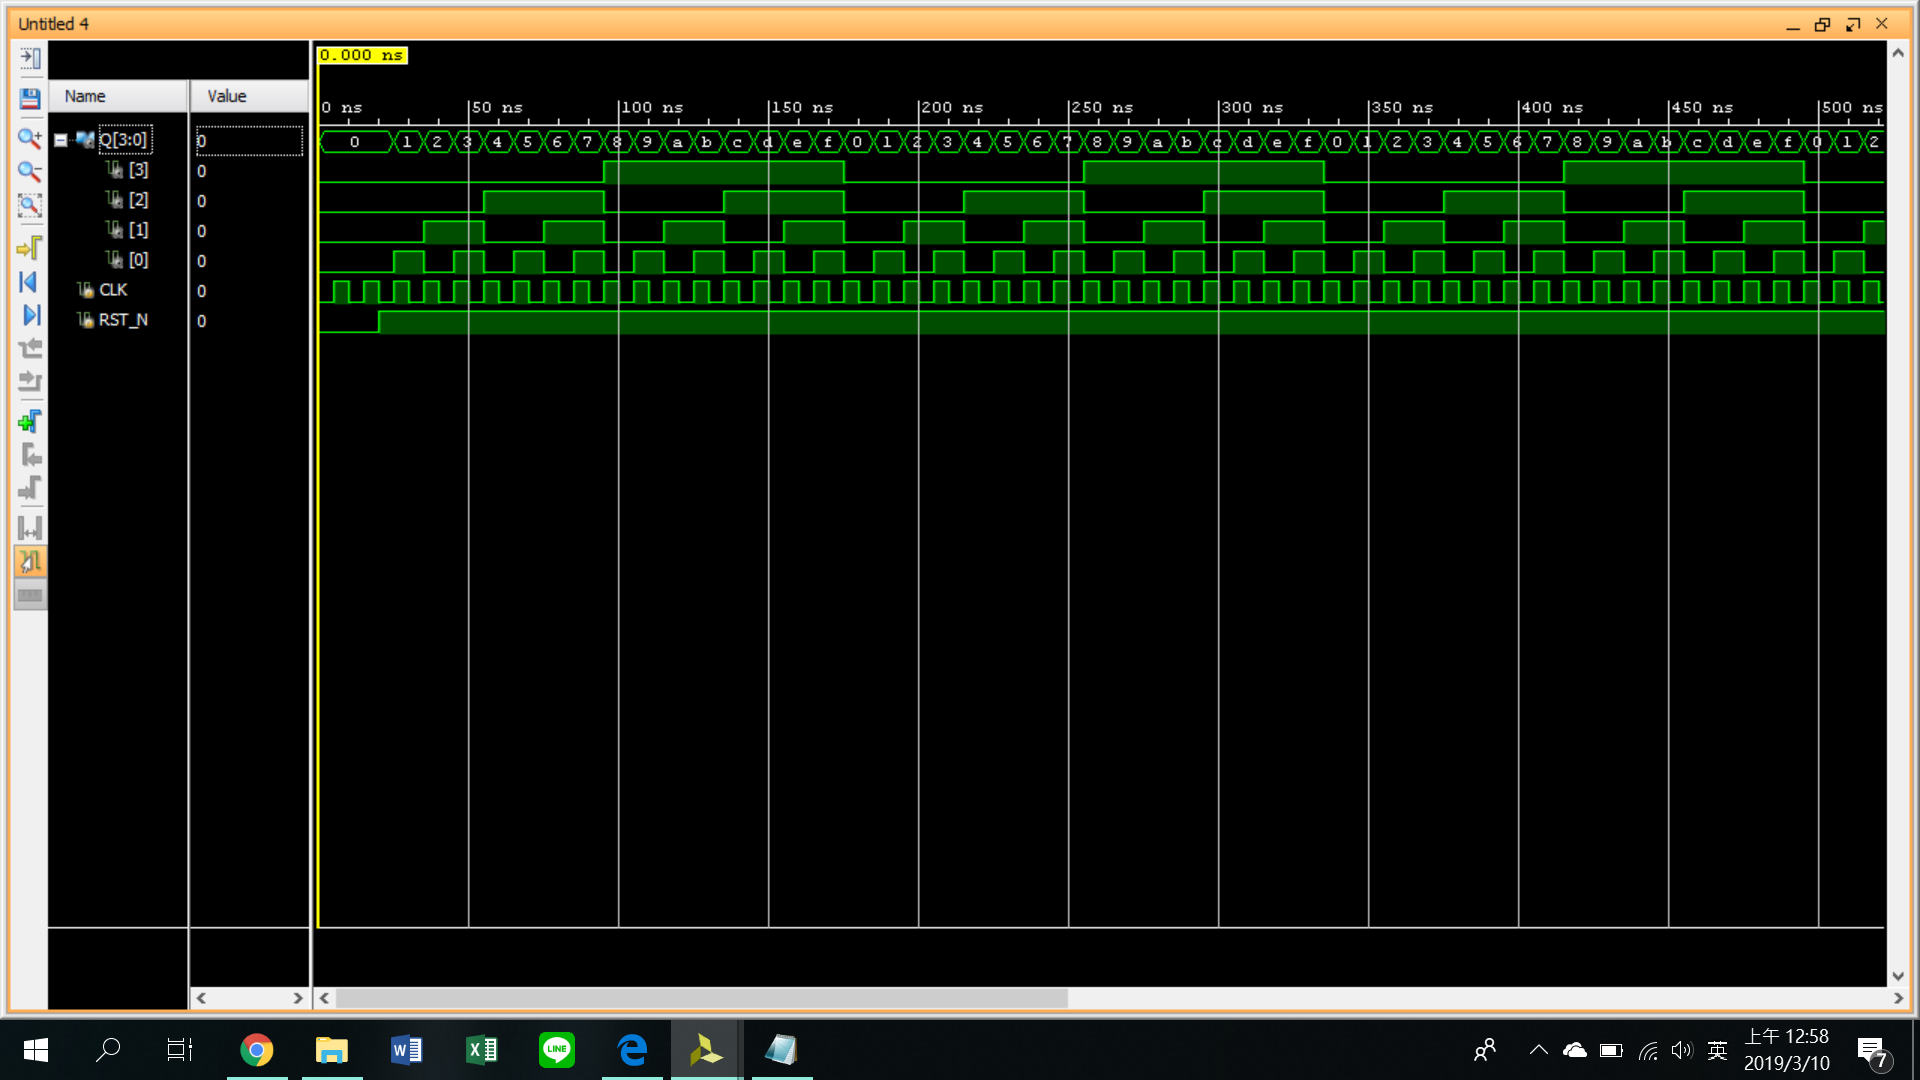 Untitled 4
0.000 ns
Name Value
0 ns 50 ns 100 ns 150 ns 200 ns 250 ns 300 ns 350 ns 400 ns 450 ns 500 ns
Q[3:0] 0 0 1 2 3 4 5 6 7 8 9 a b c d e f 0 1 2 3 4 5 6 7 8 9 a b c d e f 0 1 2 3 4 5 6 7 8 9 a b c d e f 0 1 2
[3] 0
[2] 0
[1] 0
[0] 0
CLK 0
RST_N 0
LINE
英
上午 12:58
2019/3/10
7